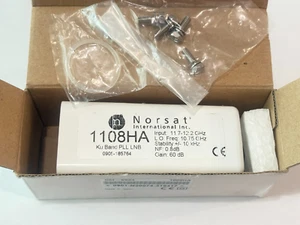 n Norsat
International Inc.
1108HA
Ku Band PLL LNB
Input: 11.7-12.2 GHz
L.O. Freq: 10.75 GHz
Stability +/- 10 kHz
NF: 0.8dB
Gain: 60 dB
CE